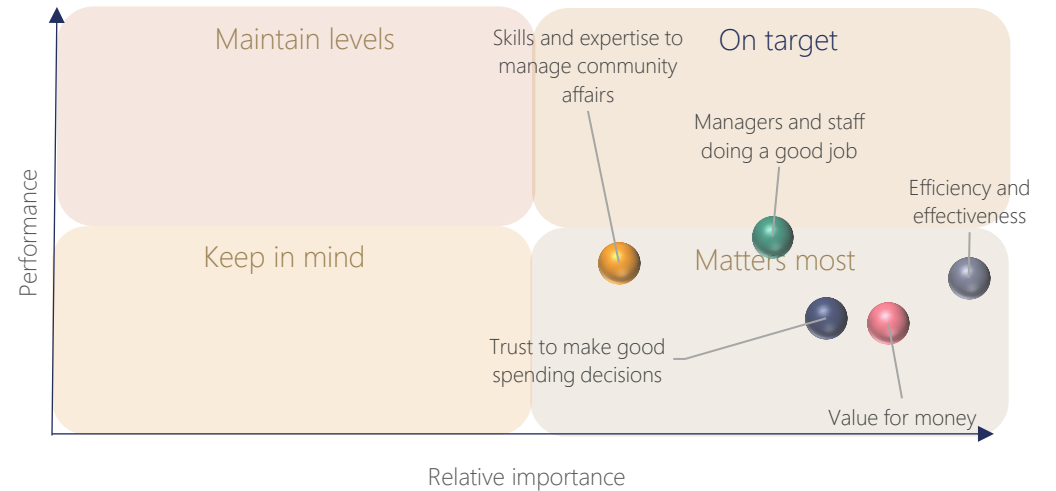 Maintain levels
Skills and expertise to
manage community
affairs
On target
Managers and staff
doing a good job
Efficiency and
effectiveness
Performance
Keep in mind
Matters most
Trust to make good
spending decisions
Value for money
Relative importance